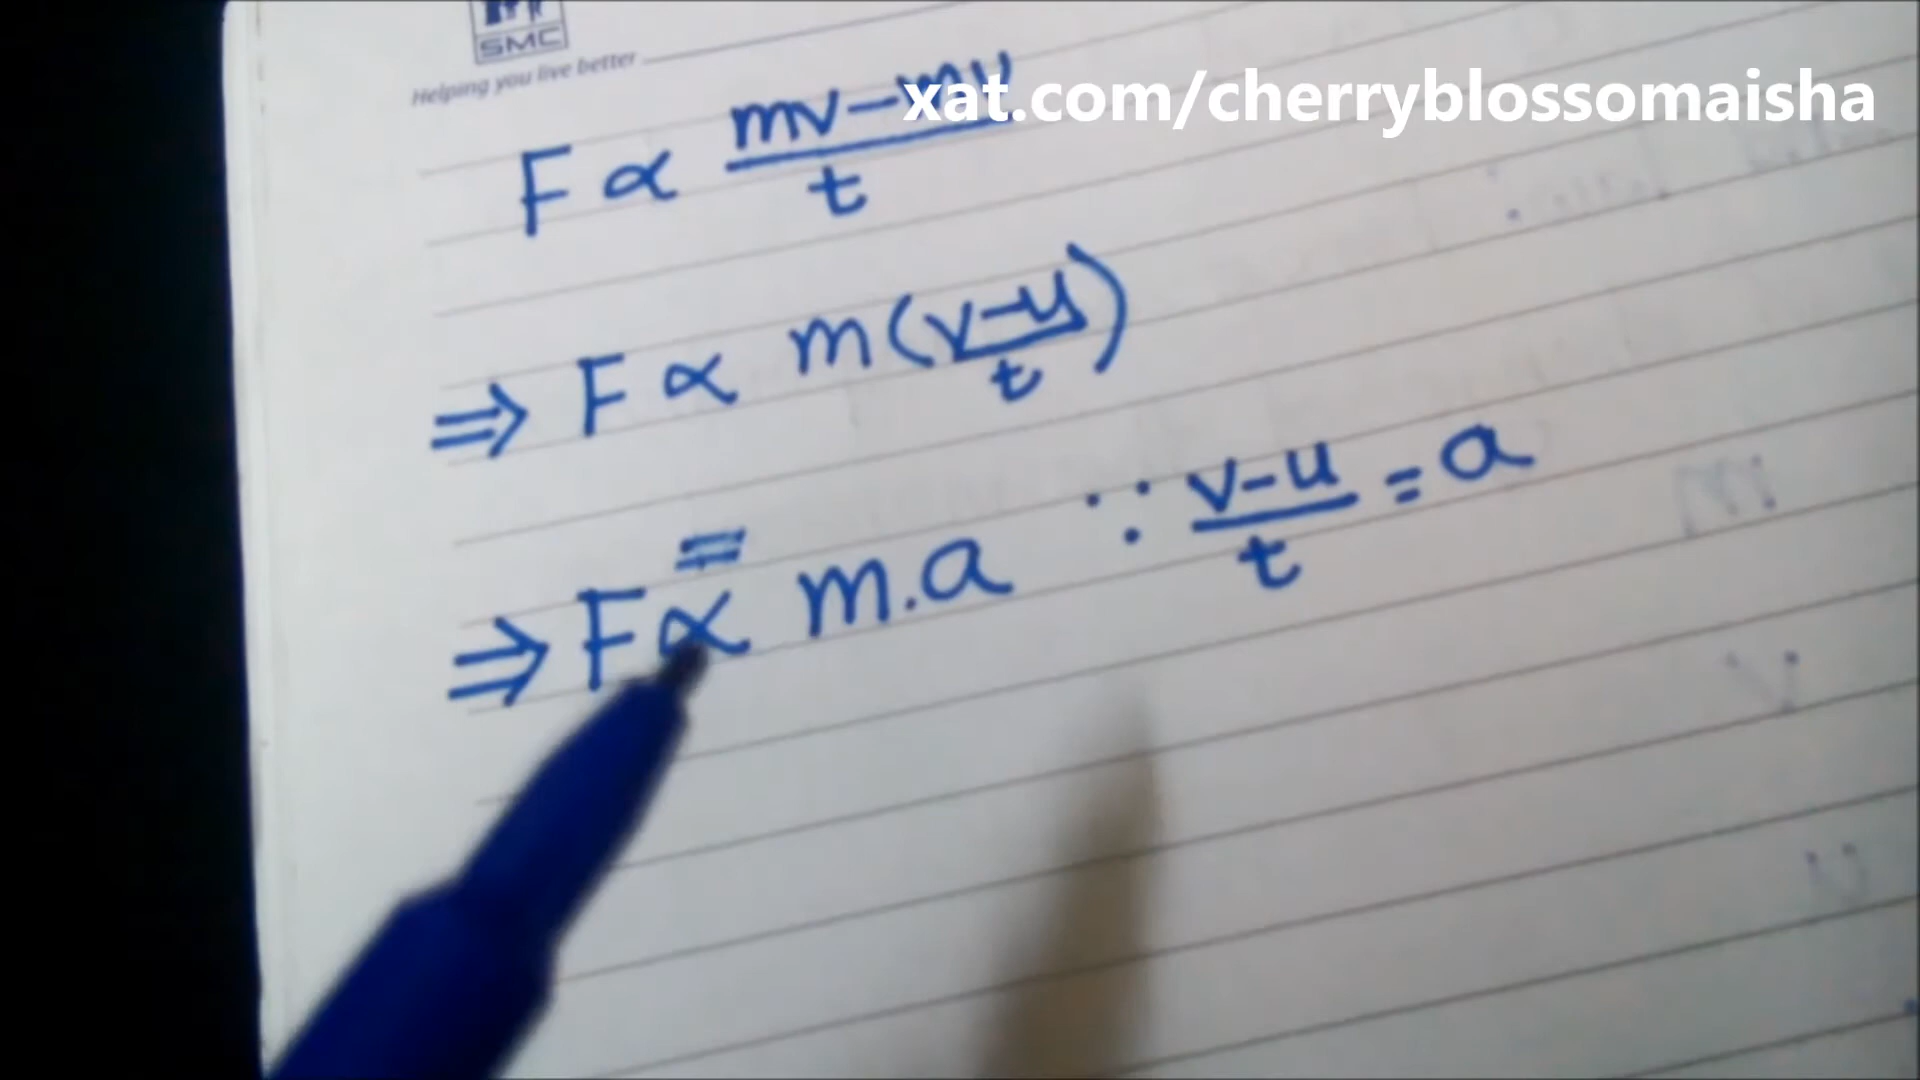 SMC
Helping you live better
xat.com/cherryblossomaisha
F ∝ mv-mu/t
⇒ F ∝ m(v-u/t)
=
⇒ F ∝ m.a ∵ v-u/t = a